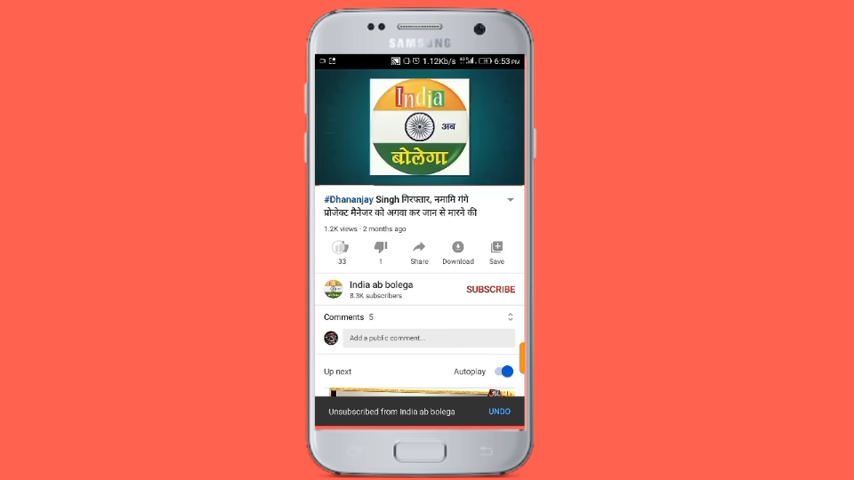 SAMSUNG
1.12Kb/s 6:53 PM
India
अब
बोलेगा
#Dhananjay Singh गिरफ्तार, नमामि गंगे
प्रोजेक्ट मैनेजर को अगवा कर जान से मारने की
1.2K views · 2 months ago
33 1 Share Download Save
India ab bolega
SUBSCRIBE
8.3K subscribers
Comments 5
Add a public comment...
Up next Autoplay
Unsubscribed from India ab bolega UNDO